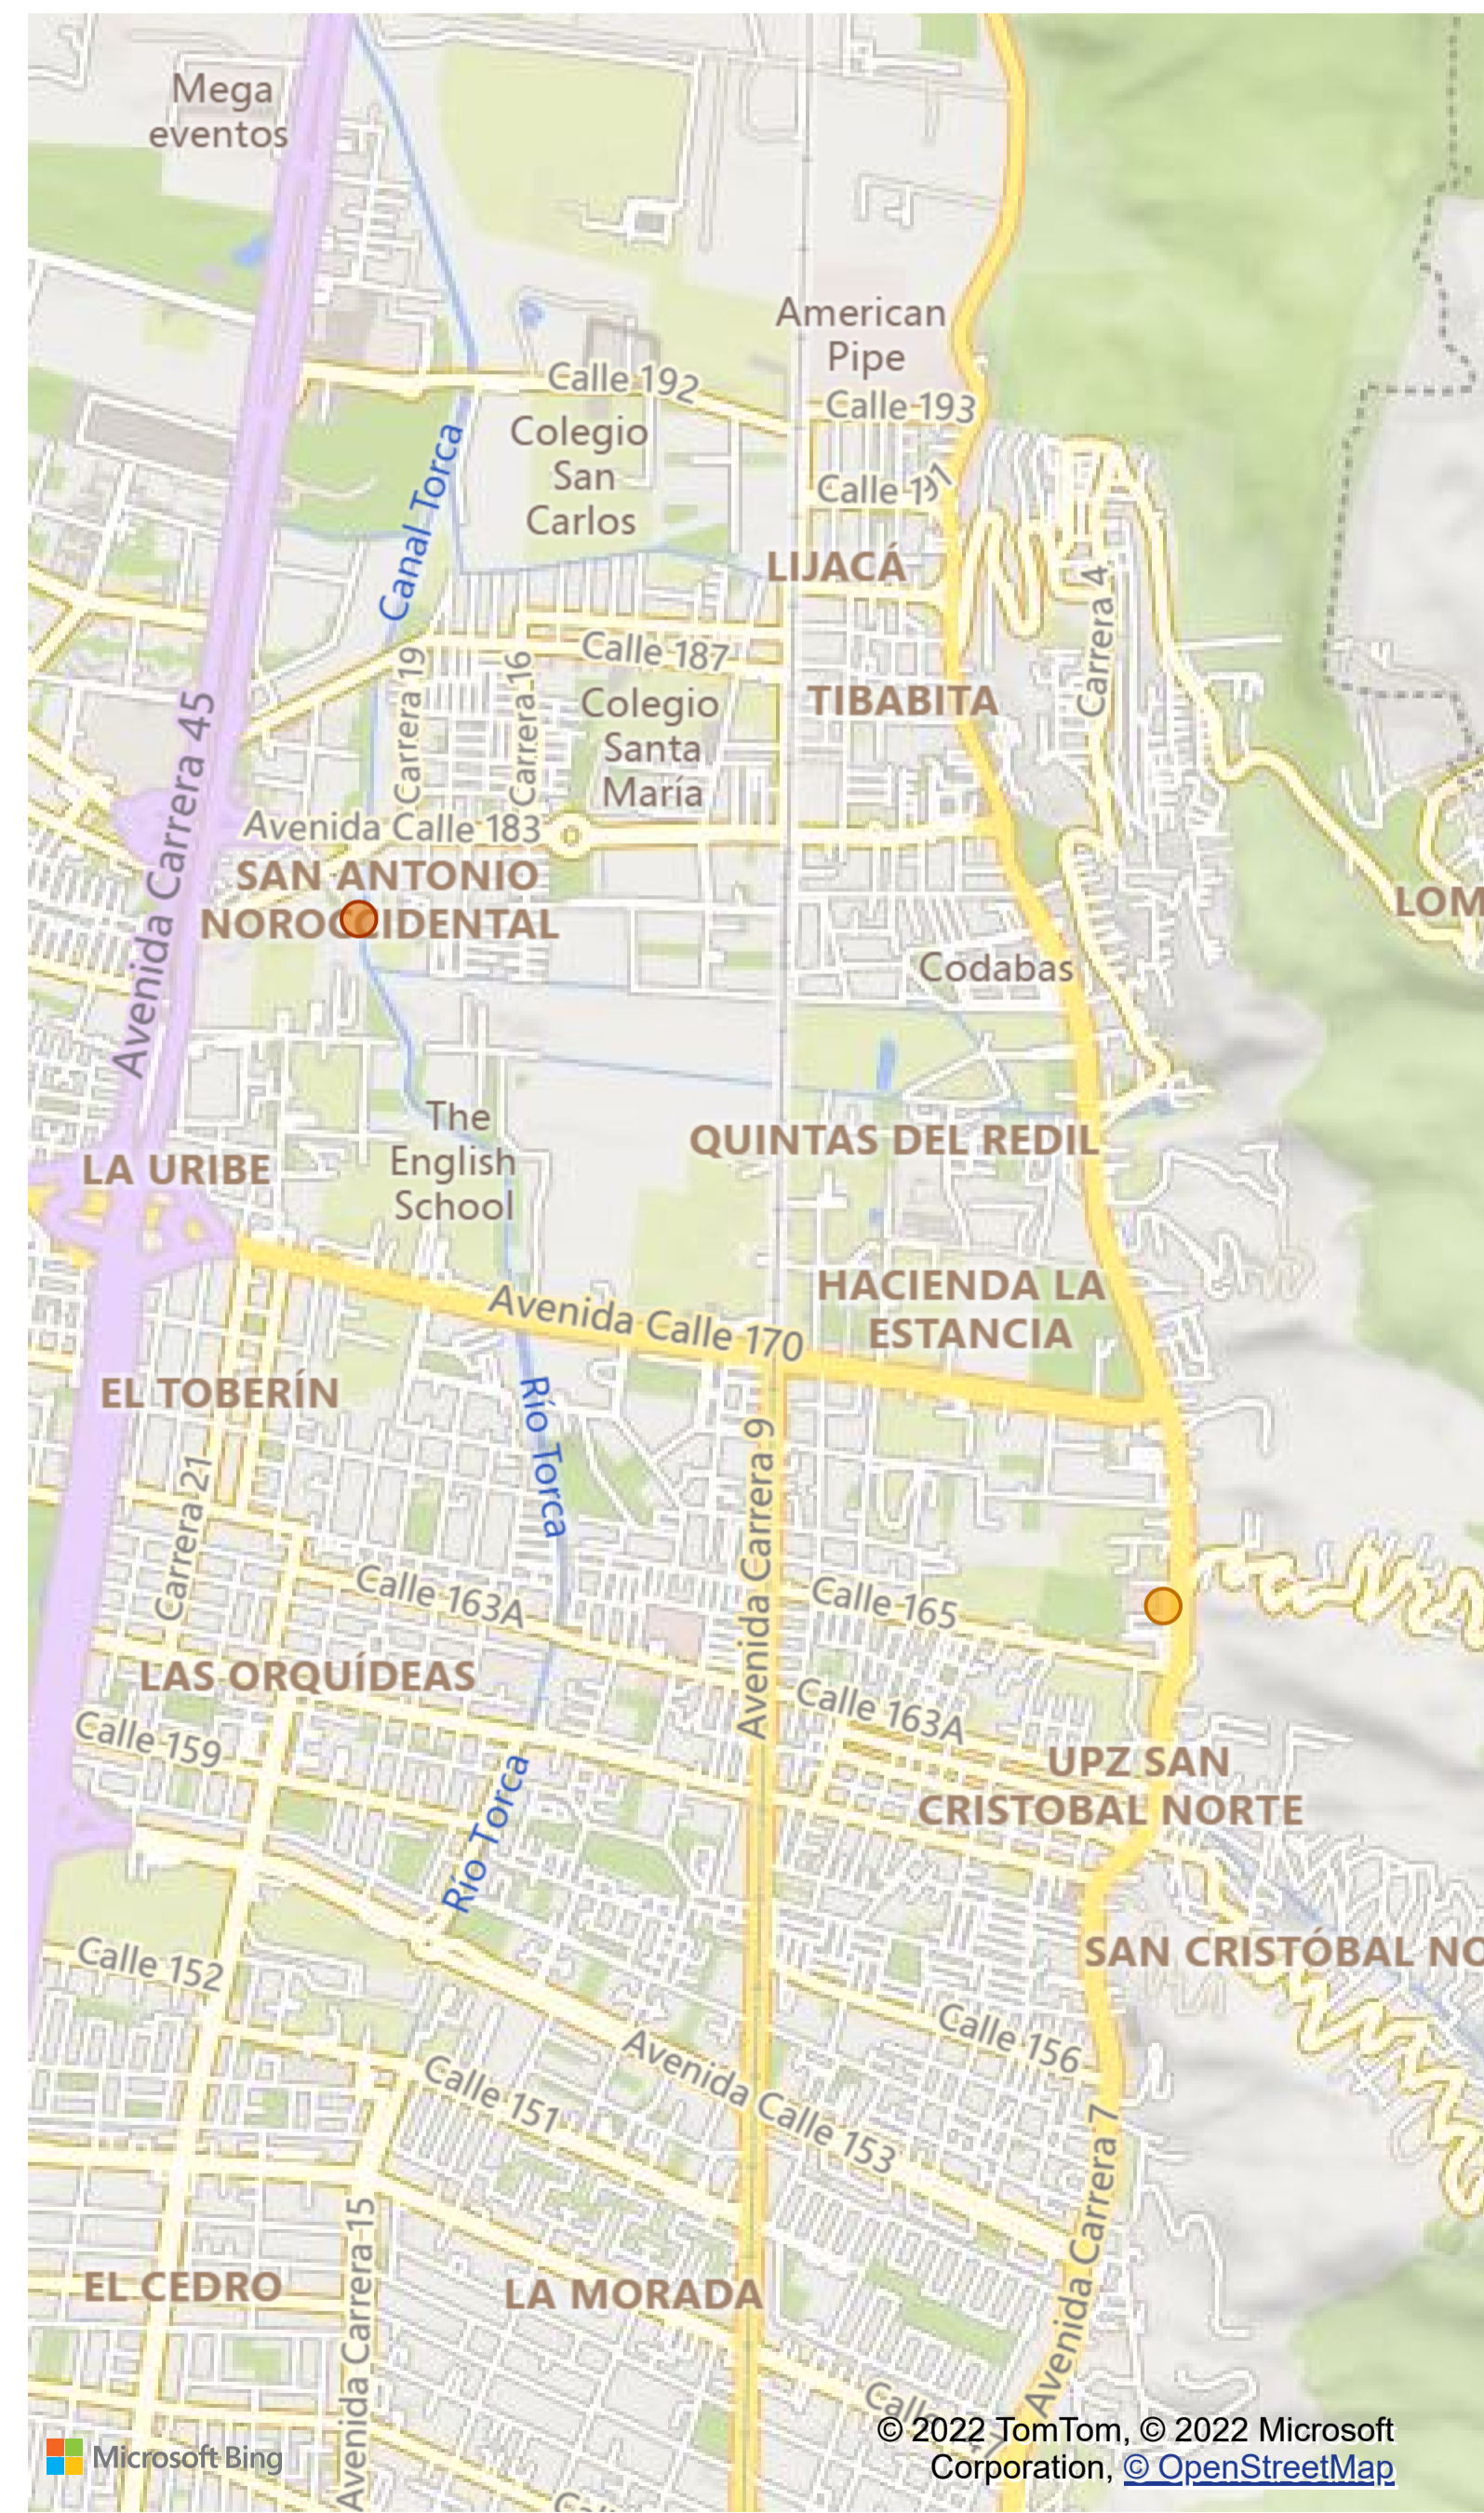 Mega
eventos
American
Pipe
Calle 192
Calle 193
Colegio
San
Carlos
Calle 191
Canal Torca
LIJACÁ
Carrera 4
Calle 187
Carrera 19
Carrera 16
Colegio
Santa
María
TIBABITA
Avenida Carrera 45
Avenida Calle 183
SAN ANTONIO
NOROCCIDENTAL
LOM
Codabas
The
English
School
QUINTAS DEL REDIL
LA URIBE
HACIENDA LA
ESTANCIA
Avenida Calle 170
EL TOBERÍN
Río Torca
Avenida Carrera 9
Carrera 21
Calle 163A
Calle 165
LAS ORQUÍDEAS
Calle 163A
Calle 159
UPZ SAN
CRISTOBAL NORTE
Río Torca
SAN CRISTÓBAL NO
Calle 152
Calle 156
Avenida Calle 153
Calle 151
Avenida Carrera 7
Avenida Carrera 15
EL CEDRO
LA MORADA
Calle
© 2022 TomTom, © 2022 Microsoft
Corporation, © OpenStreetMap
Microsoft Bing